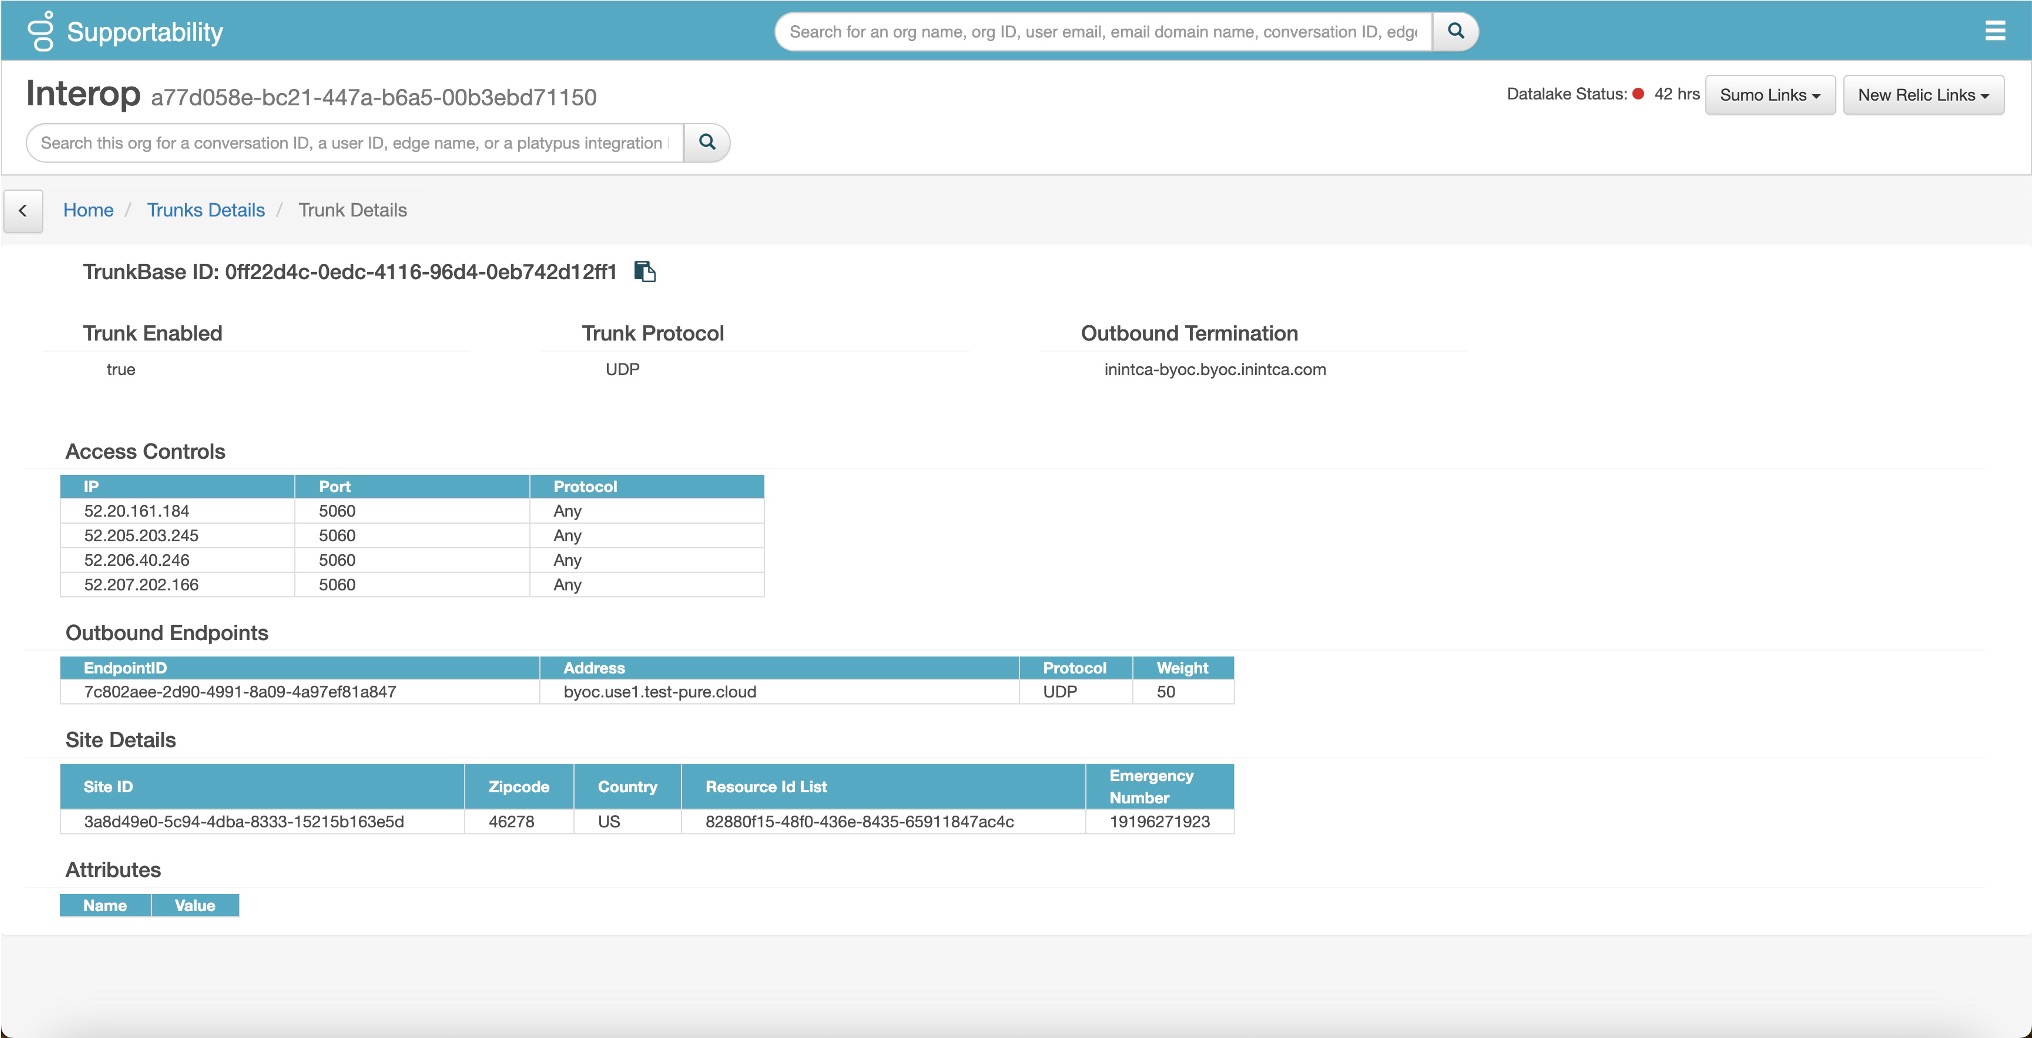 Supportability
Search for an org name, org ID, user email, email domain name, conversation ID, edge
Interop a77d058e-bc21-447a-b6a5-00b3ebd71150
Datalake Status: 42 hrs
Sumo Links
New Relic Links
Search this org for a conversation ID, a user ID, edge name, or a platypus integration
Home / Trunks Details / Trunk Details
TrunkBase ID: 0ff22d4c-0edc-4116-96d4-0eb742d12ff1
Trunk Enabled Trunk Protocol Outbound Termination
true UDP inintca-byoc.byoc.inintca.com
Access Controls
IP Port Protocol
52.20.161.184 5060 Any
52.205.203.245 5060 Any
52.206.40.246 5060 Any
52.207.202.166 5060 Any
Outbound Endpoints
EndpointID Address Protocol Weight
7c802aee-2d90-4991-8a09-4a97ef81a847 byoc.use1.test-pure.cloud UDP 50
Site Details
Site ID Zipcode Country Resource Id List Emergency Number
3a8d49e0-5c94-4dba-8333-15215b163e5d 46278 US 82880f15-48f0-436e-8435-65911847ac4c 19196271923
Attributes
Name Value